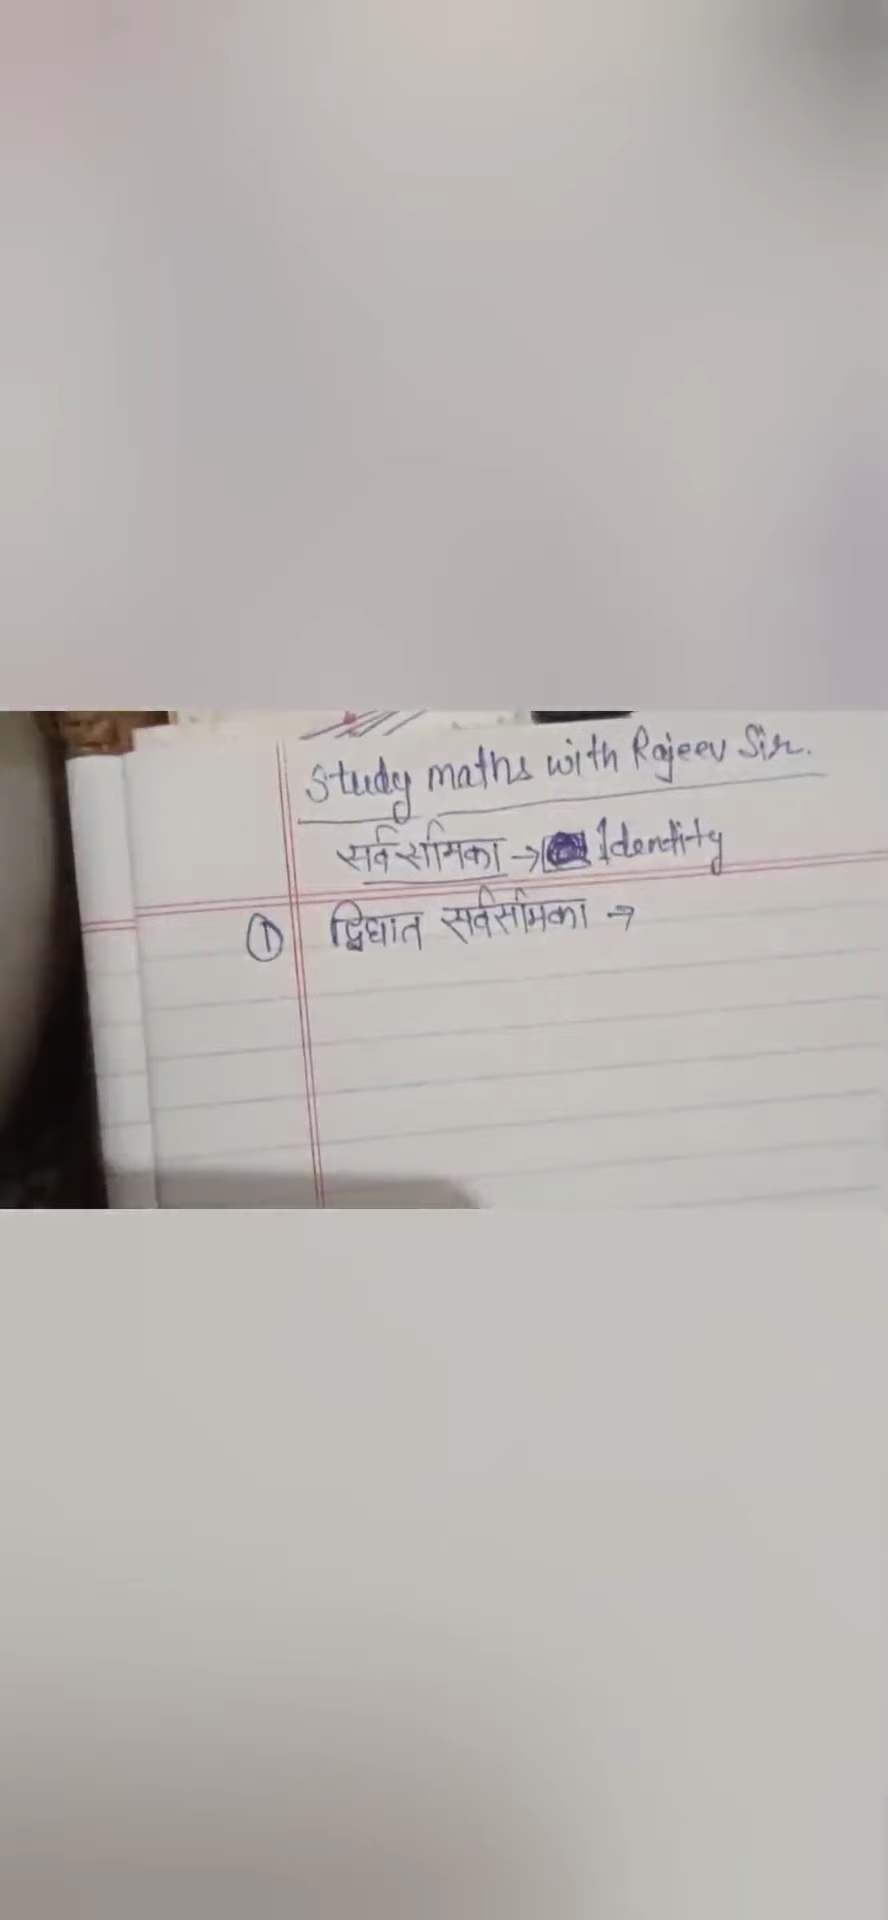 Study maths with Rajeev Sir.
सर्वसमिका → Identity
① द्विघात सर्वसमिका →